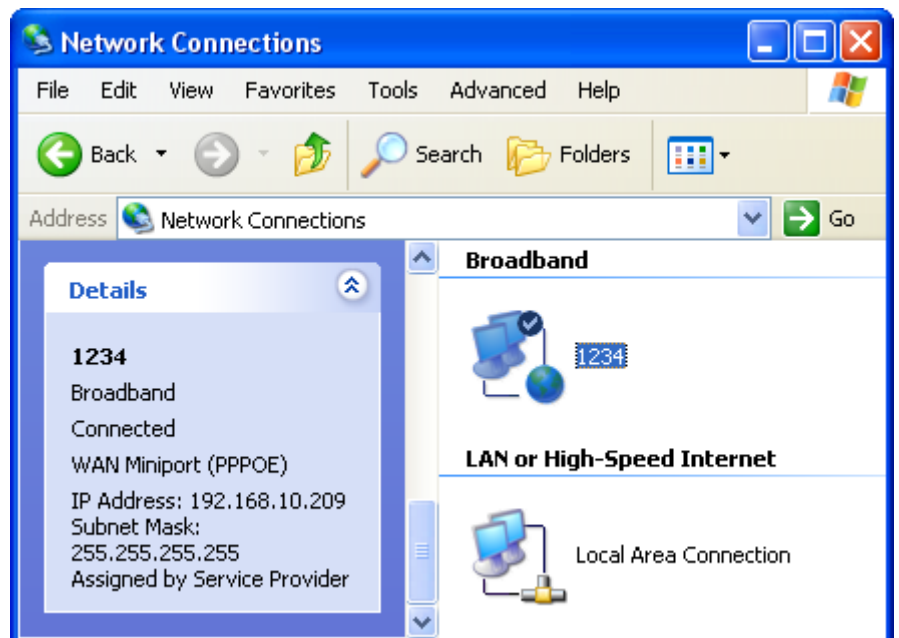 Network Connections
File Edit View Favorites Tools Advanced Help
Back Search Folders
Address Network Connections Go
Details
1234
Broadband
Connected
WAN Miniport (PPPOE)
IP Address: 192.168.10.209
Subnet Mask:
255.255.255.255
Assigned by Service Provider
Broadband
1234
LAN or High-Speed Internet
Local Area Connection